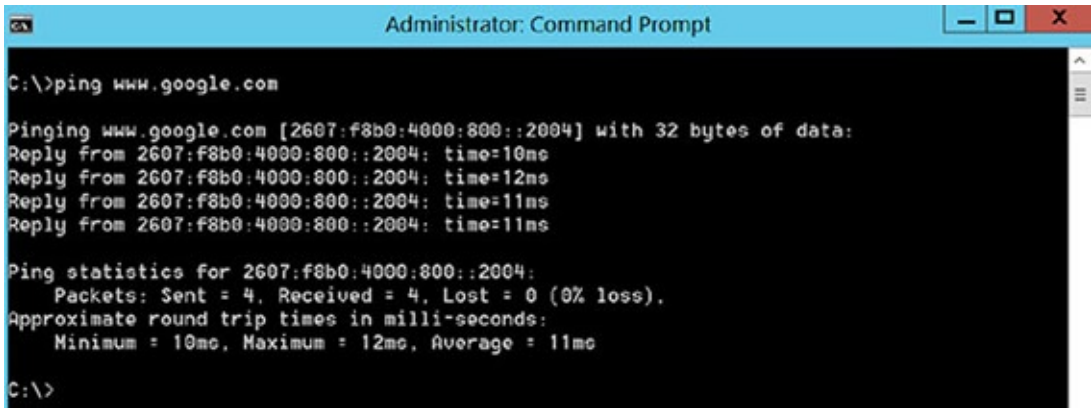 Administrator: Command Prompt
C:\>ping www.google.com
Pinging www.google.com [2607:f8b0:4000:800::2004] with 32 bytes of data:
Reply from 2607:f8b0:4000:800::2004: time=10ms
Reply from 2607:f8b0:4000:800::2004: time=12ms
Reply from 2607:f8b0:4000:800::2004: time=11ms
Reply from 2607:f8b0:4000:800::2004: time=11ms
Ping statistics for 2607:f8b0:4000:800::2004:
Packets: Sent = 4, Received = 4, Lost = 0 (0% loss),
Approximate round trip times in milli-seconds:
Minimum = 10ms, Maximum = 12ms, Average = 11ms
C:\>